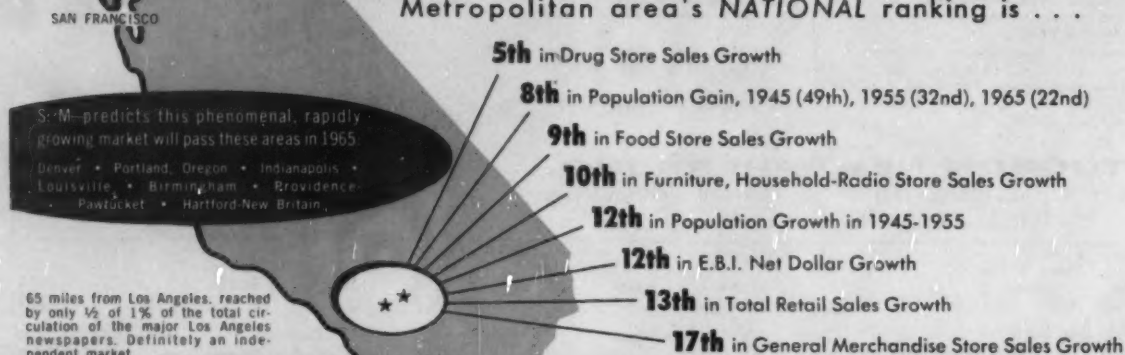 Metropolitan area's NATIONAL ranking is . . .
SAN FRANCISCO
5th in Drug Store Sales Growth
8th in Population Gain, 1945 (49th), 1955 (32nd), 1965 (22nd)
9th in Food Store Sales Growth
10th in Furniture, Household-Radio Store Sales Growth
12th in Population Growth in 1945-1955
12th in E.B.I. Net Dollar Growth
13th in Total Retail Sales Growth
17th in General Merchandise Store Sales Growth
S. M. predicts this phenomenal, rapidly
growing market will pass these areas in 1965:
Denver • Portland, Oregon • Indianapolis •
Louisville • Birmingham • Providence-
Pawtucket • Hartford-New Britain.
65 miles from Los Angeles, reached
by only ½ of 1% of the total cir-
culation of the major Los Angeles
newspapers. Definitely an inde-
pendent market.